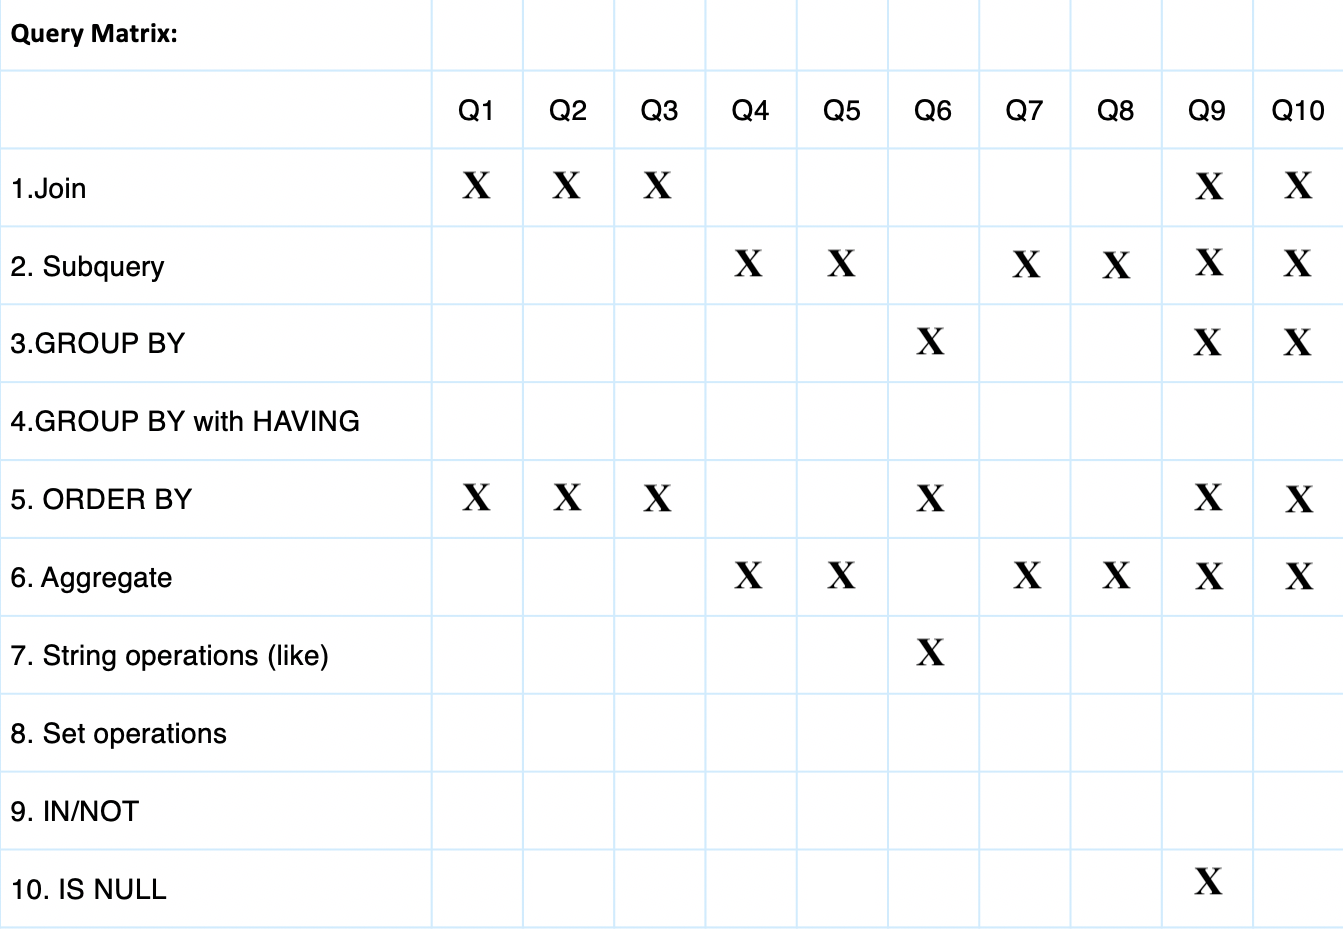 Query Matrix:
Q1 Q2 Q3 Q4 Q5 Q6 Q7 Q8 Q9 Q10
1.Join X X X X X
2. Subquery X X X X X X
3.GROUP BY X X X
4.GROUP BY with HAVING
5. ORDER BY X X X X X X
6. Aggregate X X X X X X
7. String operations (like) X
8. Set operations
9. IN/NOT
10. IS NULL X